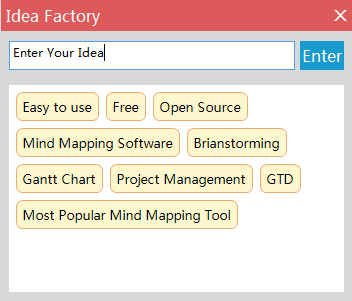 Idea Factory X
Enter Your Idea Enter
Easy to use Free Open Source
Mind Mapping Software Brianstorming
Gantt Chart Project Management GTD
Most Popular Mind Mapping Tool